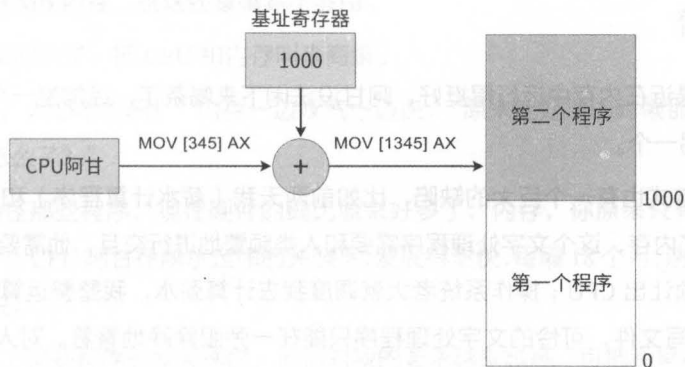 基址寄存器
1000
CPU阿甘
MOV [345] AX
+
MOV [1345] AX
第二个程序
1000
第一个程序
0